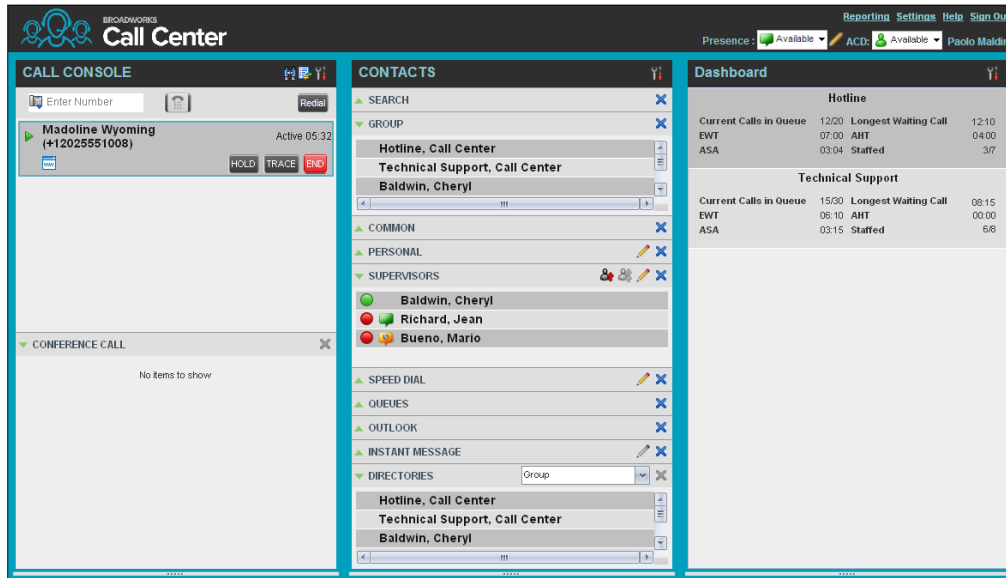 BROADWORKS
Call Center
Reporting Settings Help Sign Ou
Presence : Available ACD: Available Paolo Maldin
CALL CONSOLE
Enter Number Redial
Madoline Wyoming
(+12025551008)
Active 05:32
HOLD TRACE END
CONFERENCE CALL
No items to show
CONTACTS
SEARCH
GROUP
Hotline, Call Center
Technical Support, Call Center
Baldwin, Cheryl
COMMON
PERSONAL
SUPERVISORS
Baldwin, Cheryl
Richard, Jean
Bueno, Mario
SPEED DIAL
QUEUES
OUTLOOK
INSTANT MESSAGE
DIRECTORIES Group
Hotline, Call Center
Technical Support, Call Center
Baldwin, Cheryl
Dashboard
Hotline
Current Calls in Queue 12/20 Longest Waiting Call 12:10
EWT 07:00 AHT 04:00
ASA 03:04 Staffed 3/7
Technical Support
Current Calls in Queue 15/30 Longest Waiting Call 08:15
EWT 06:10 AHT 00:00
ASA 03:15 Staffed 6/8